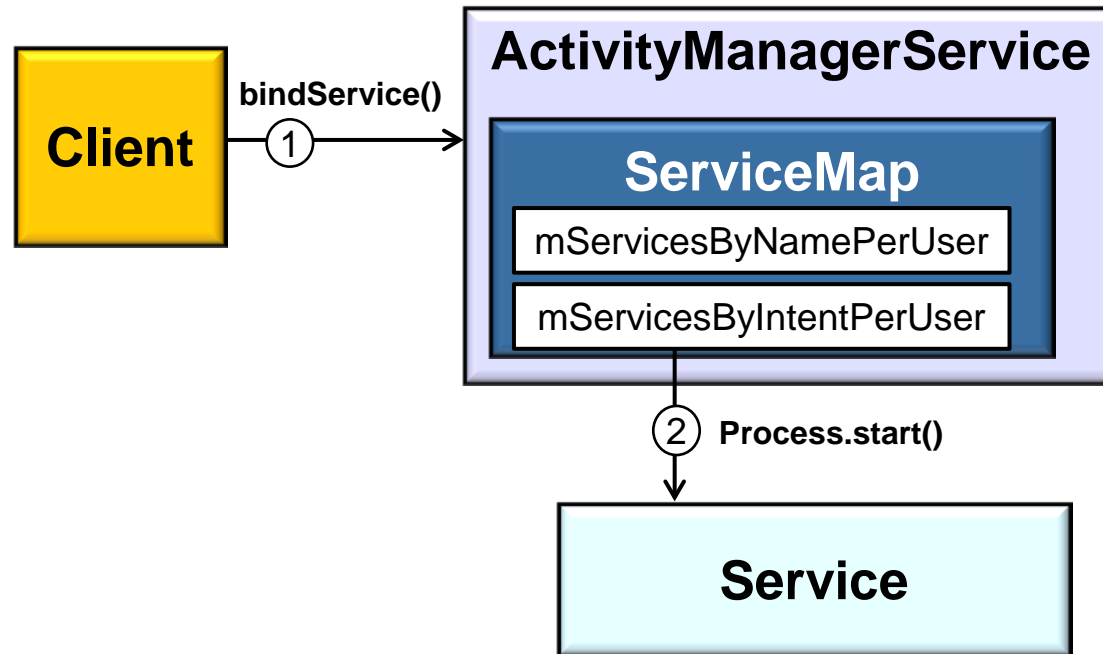 ActivityManagerService
bindService()
Client
1
ServiceMap
mServicesByNamePerUser
mServicesByIntentPerUser
2
Process.start()
Service